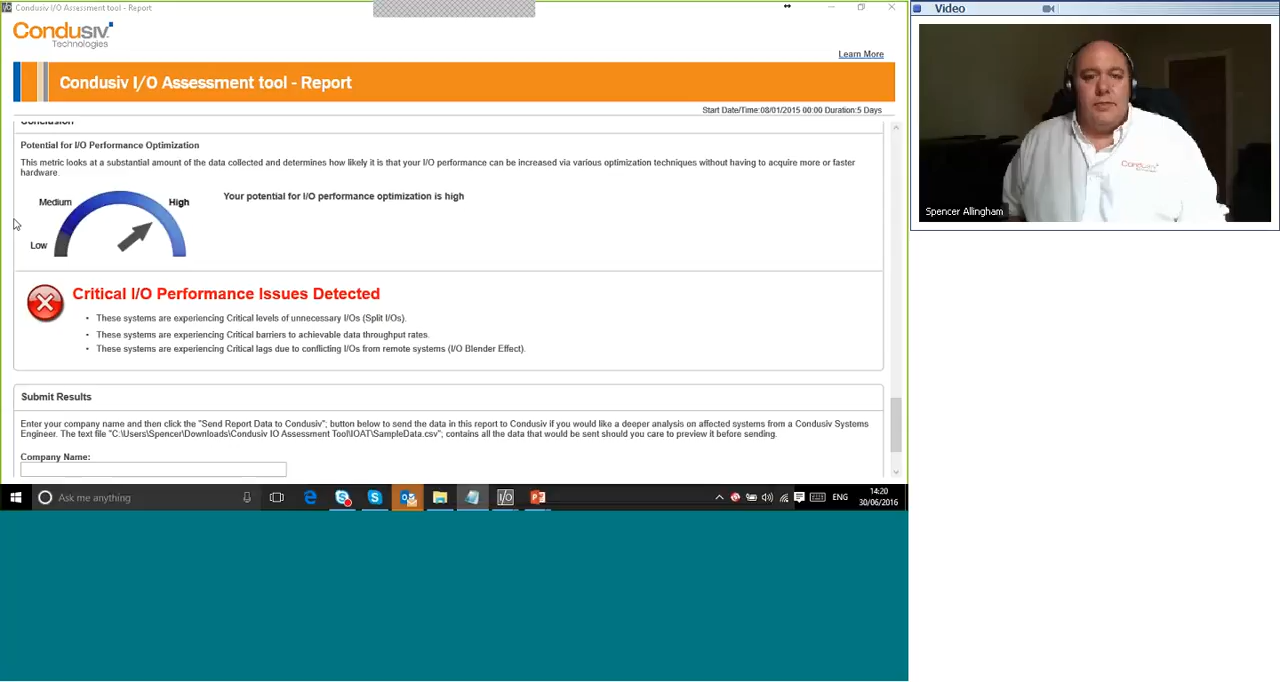 Condusiv I/O Assessment tool - Report
Condusiv
Technologies
Learn More
Condusiv I/O Assessment tool - Report
Start Date/Time:08/01/2015 00:00 Duration:5 Days
Conclusion
Potential for I/O Performance Optimization
This metric looks at a substantial amount of the data collected and determines how likely it is that your I/O performance can be increased via various optimization techniques without having to acquire more or faster
hardware.
Medium
High
Your potential for I/O performance optimization is high
Low
Critical I/O Performance Issues Detected
• These systems are experiencing Critical levels of unnecessary I/Os (Split I/Os).
• These systems are experiencing Critical barriers to achievable data throughput rates.
• These systems are experiencing Critical lags due to conflicting I/Os from remote systems (I/O Blender Effect).
Submit Results
Enter your company name and then click the "Send Report Data to Condusiv"; button below to send the data in this report to Condusiv if you would like a deeper analysis on affected systems from a Condusiv Systems
Engineer. The text file "C:\Users\Spencer\Downloads\Condusiv IO Assessment Tool\IOAT\SampleData.csv"; contains all the data that would be sent should you care to preview it before sending.
Company Name:
Ask me anything
I/O
ENG
14:20
30/06/2016
Video
Condusiv
Spencer Allingham